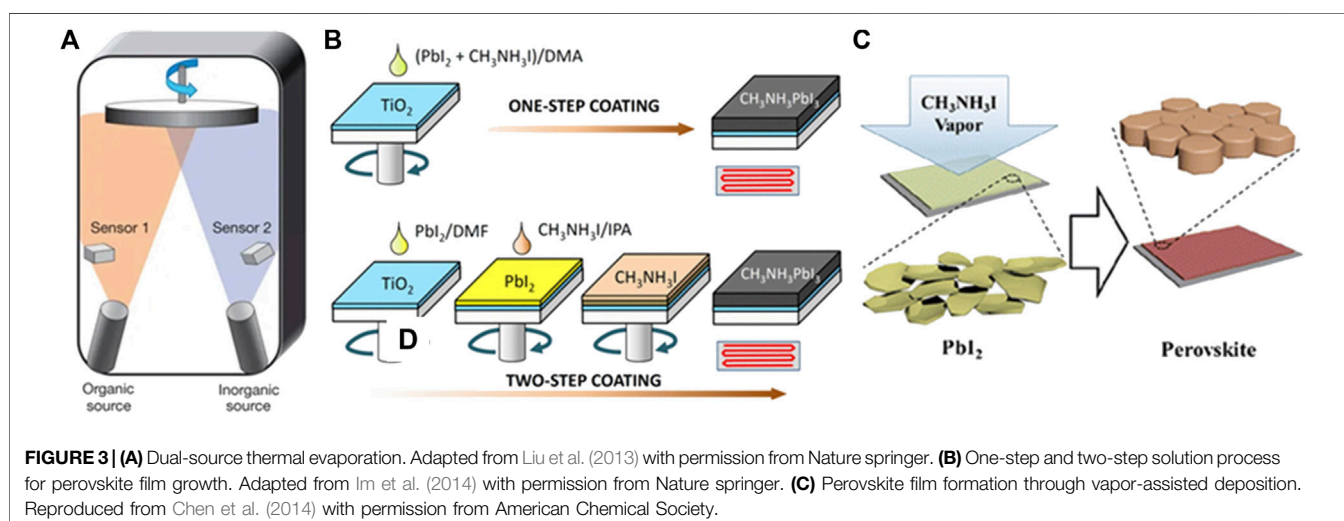 A
Sensor 1
Sensor 2
Organic
source
Inorganic
source
B
(PbI₂ + CH₃NH₃I)/DMA
TiO₂
ONE-STEP COATING
CH₃NH₃PbI₃
PbI₂/DMF
CH₃NH₃I/IPA
TiO₂
PbI₂
CH₃NH₃I
CH₃NH₃PbI₃
D
TWO-STEP COATING
C
CH₃NH₃I
Vapor
PbI₂
Perovskite
FIGURE 3 | (A) Dual-source thermal evaporation. Adapted from Liu et al. (2013) with permission from Nature springer. (B) One-step and two-step solution process
for perovskite film growth. Adapted from Im et al. (2014) with permission from Nature springer. (C) Perovskite film formation through vapor-assisted deposition.
Reproduced from Chen et al. (2014) with permission from American Chemical Society.